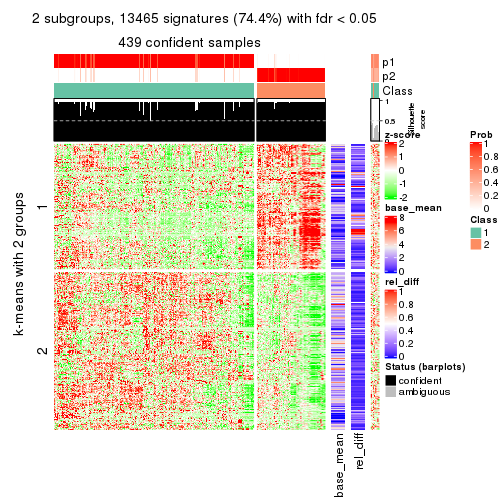 2 subgroups, 13465 signatures (74.4%) with fdr < 0.05
439 confident samples
p1
p2
Class
1
0.5
0
Silhouette
score
k-means with 2 groups
1
2
base_mean
rel_diff
z-score
2
1
0
-1
-2
base_mean
8
6
4
2
0
rel_diff
1
0.8
0.6
0.4
0.2
0
Status (barplots)
confident
ambiguous
Prob
1
0.8
0.6
0.4
0.2
0
Class
1
2